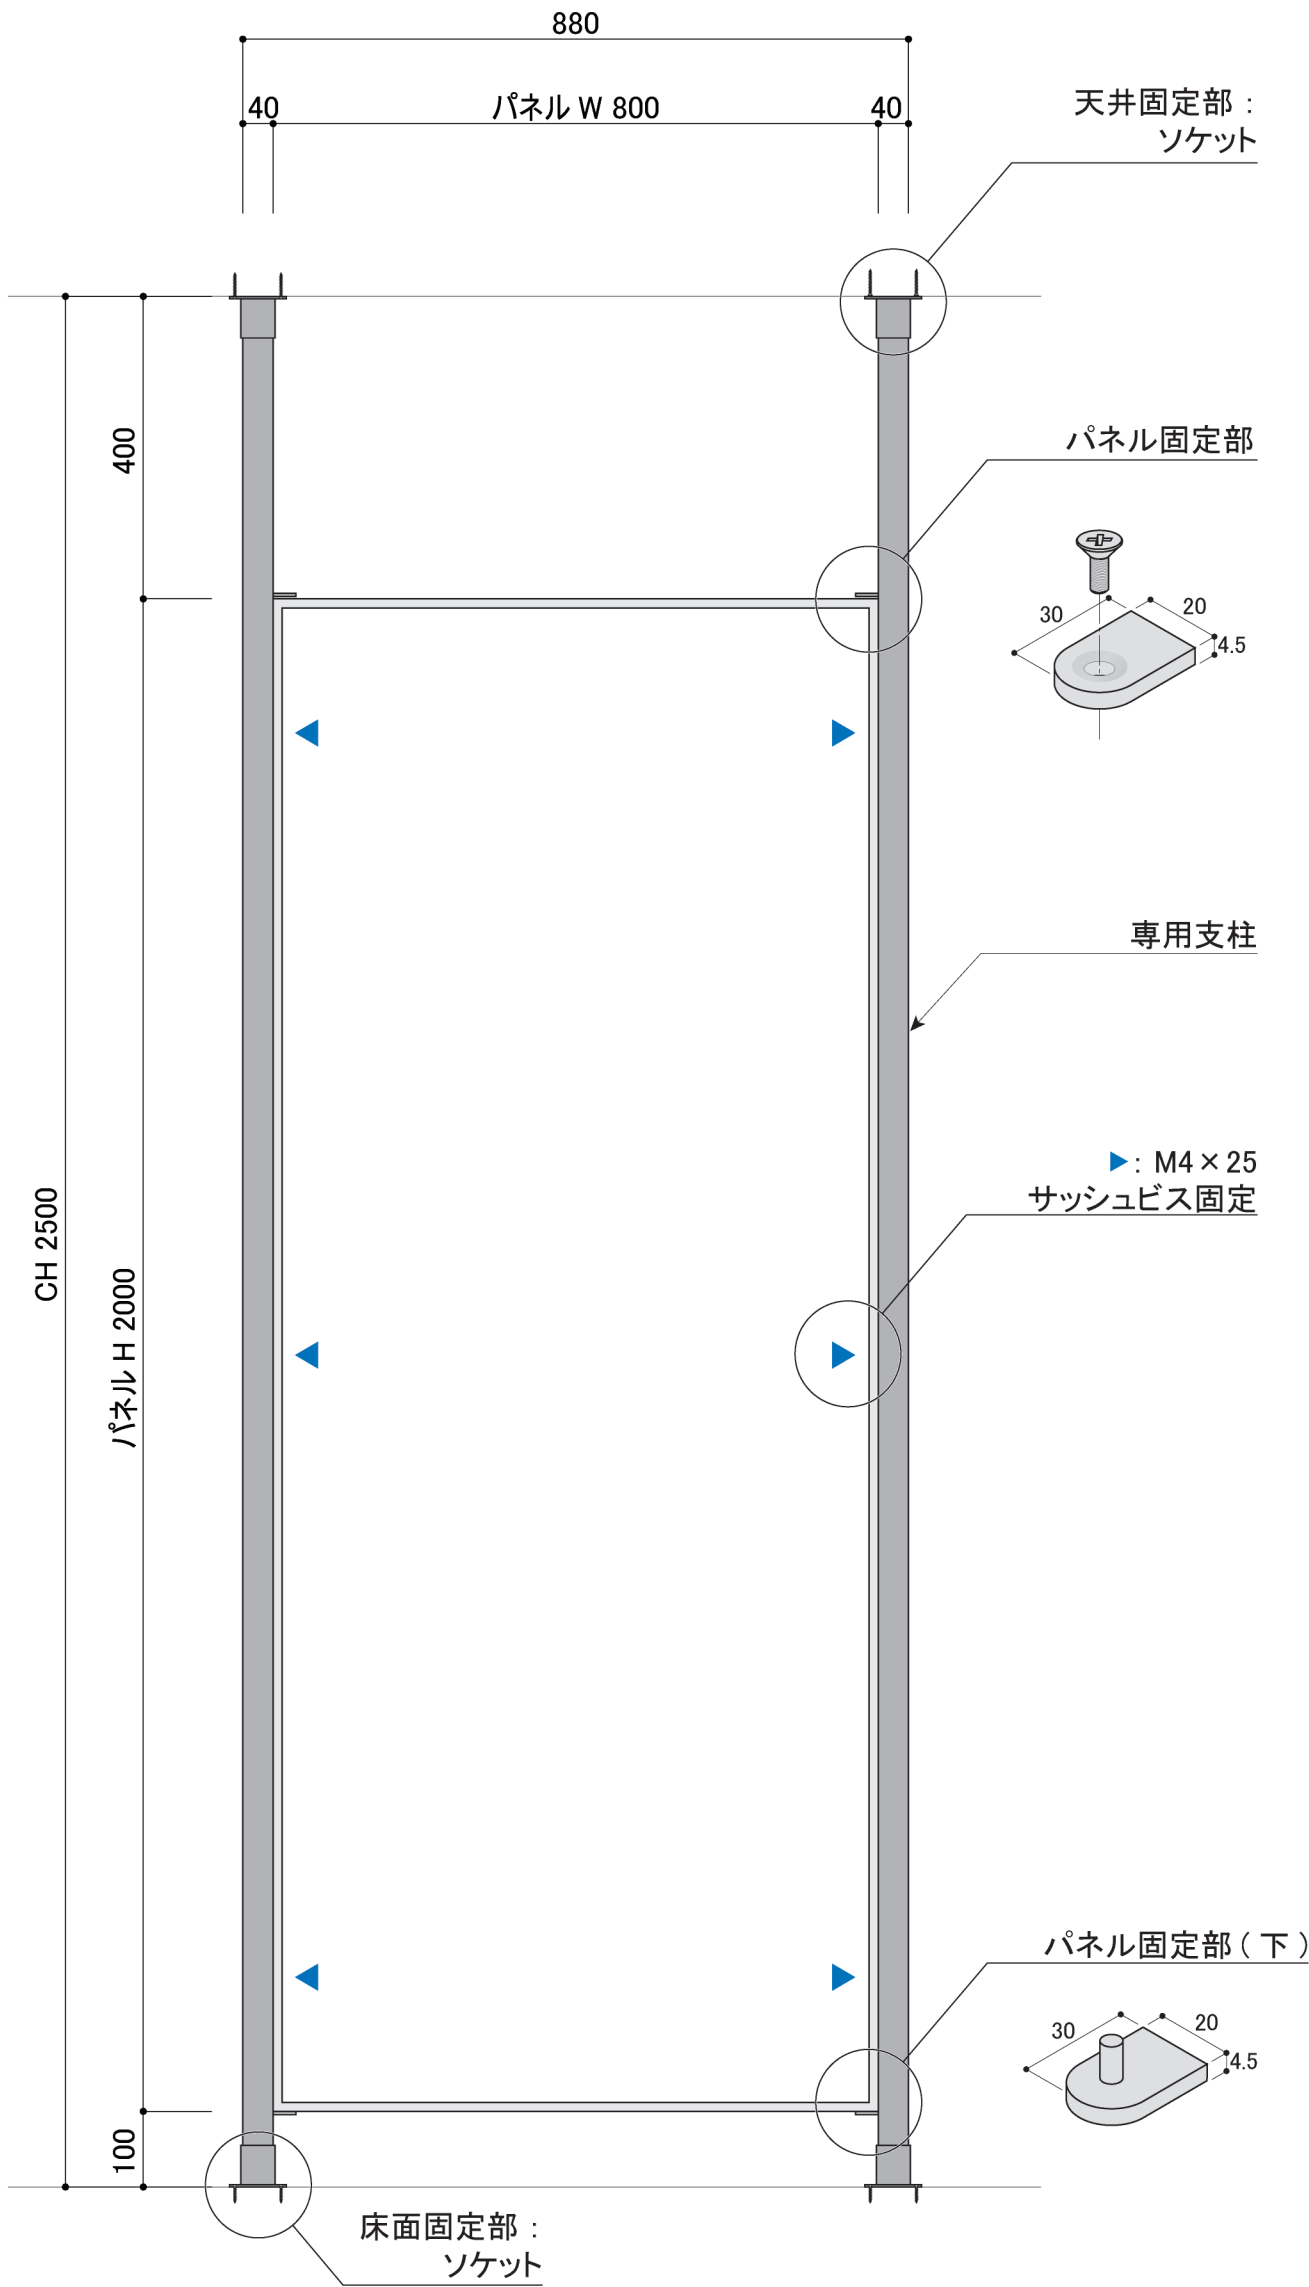 880
40
パネル W 800
40
天井固定部 :
ソケット
400
パネル固定部
30
20
4.5
専用支柱
▶: M4×25
サッシュビス固定
CH 2500
パネル H 2000
パネル固定部 ( 下 )
30
20
4.5
100
床面固定部 :
ソケット